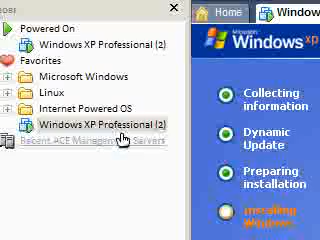 Powered On
Windows XP Professional (2)
Favorites
Microsoft Windows
Linux
Internet Powered OS
Windows XP Professional (2)
Recent ACE Management Servers
Home
Window
Microsoft
Windows xp
Collecting
information
Dynamic
Update
Preparing
installation
Installing
Windows